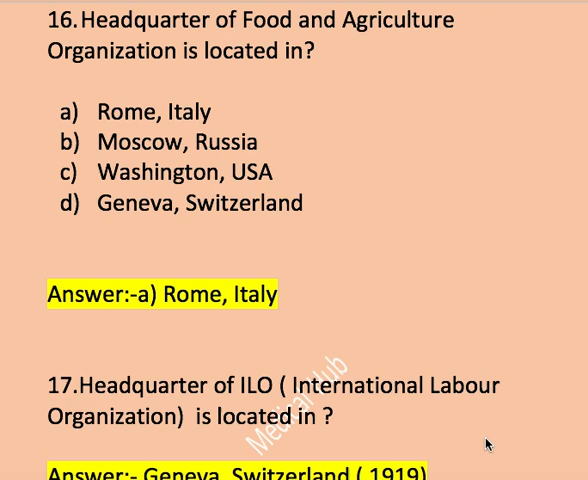 16.Headquarter of Food and Agriculture
Organization is located in?
a) Rome, Italy
b) Moscow, Russia
c) Washington, USA
d) Geneva, Switzerland
Answer:-a) Rome, Italy
17.Headquarter of ILO ( International Labour
Organization) is located in ?
Answer:- Geneva, Switzerland ( 1919)